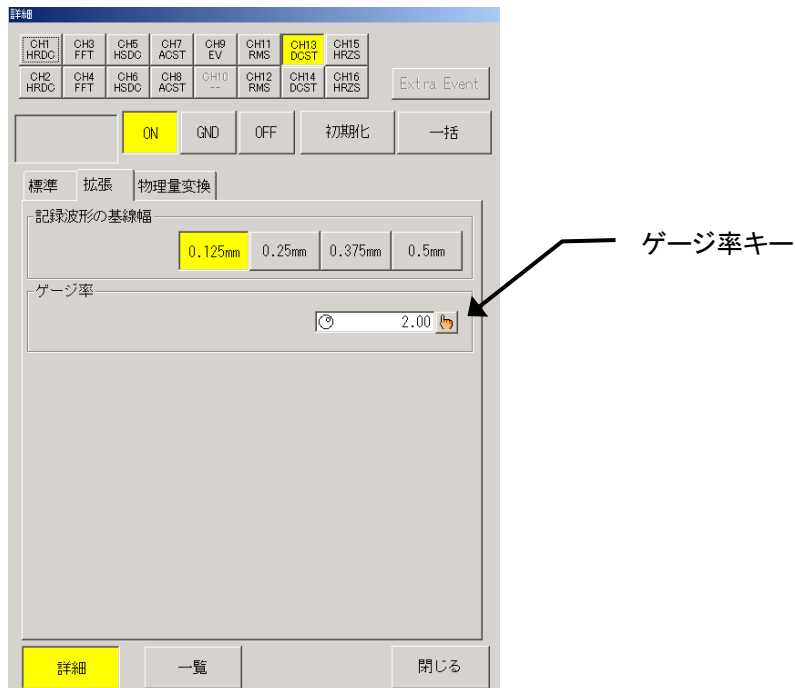 詳細
CH1 CH3 CH5 CH7 CH9 CH11 CH13 CH15
HRDC FFT HSDC ACST EV RMS DCST HRZS
CH2 CH4 CH6 CH8 CH10 CH12 CH14 CH16
HRDC FFT HSDC ACST -- RMS DCST HRZS
Extra Event
ON GND OFF 初期化 一括
標準 拡張 物理量変換
記録波形の基線幅
0.125mm 0.25mm 0.375mm 0.5mm
ゲージ率キー
ゲージ率
2.00
詳細 一覧 閉じる